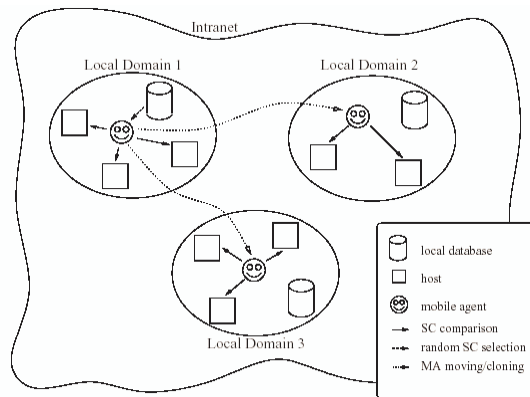 Intranet
Local Domain 1
Local Domain 2
Local Domain 3
local database
host
mobile agent
SC comparison
random SC selection
MA moving/cloning